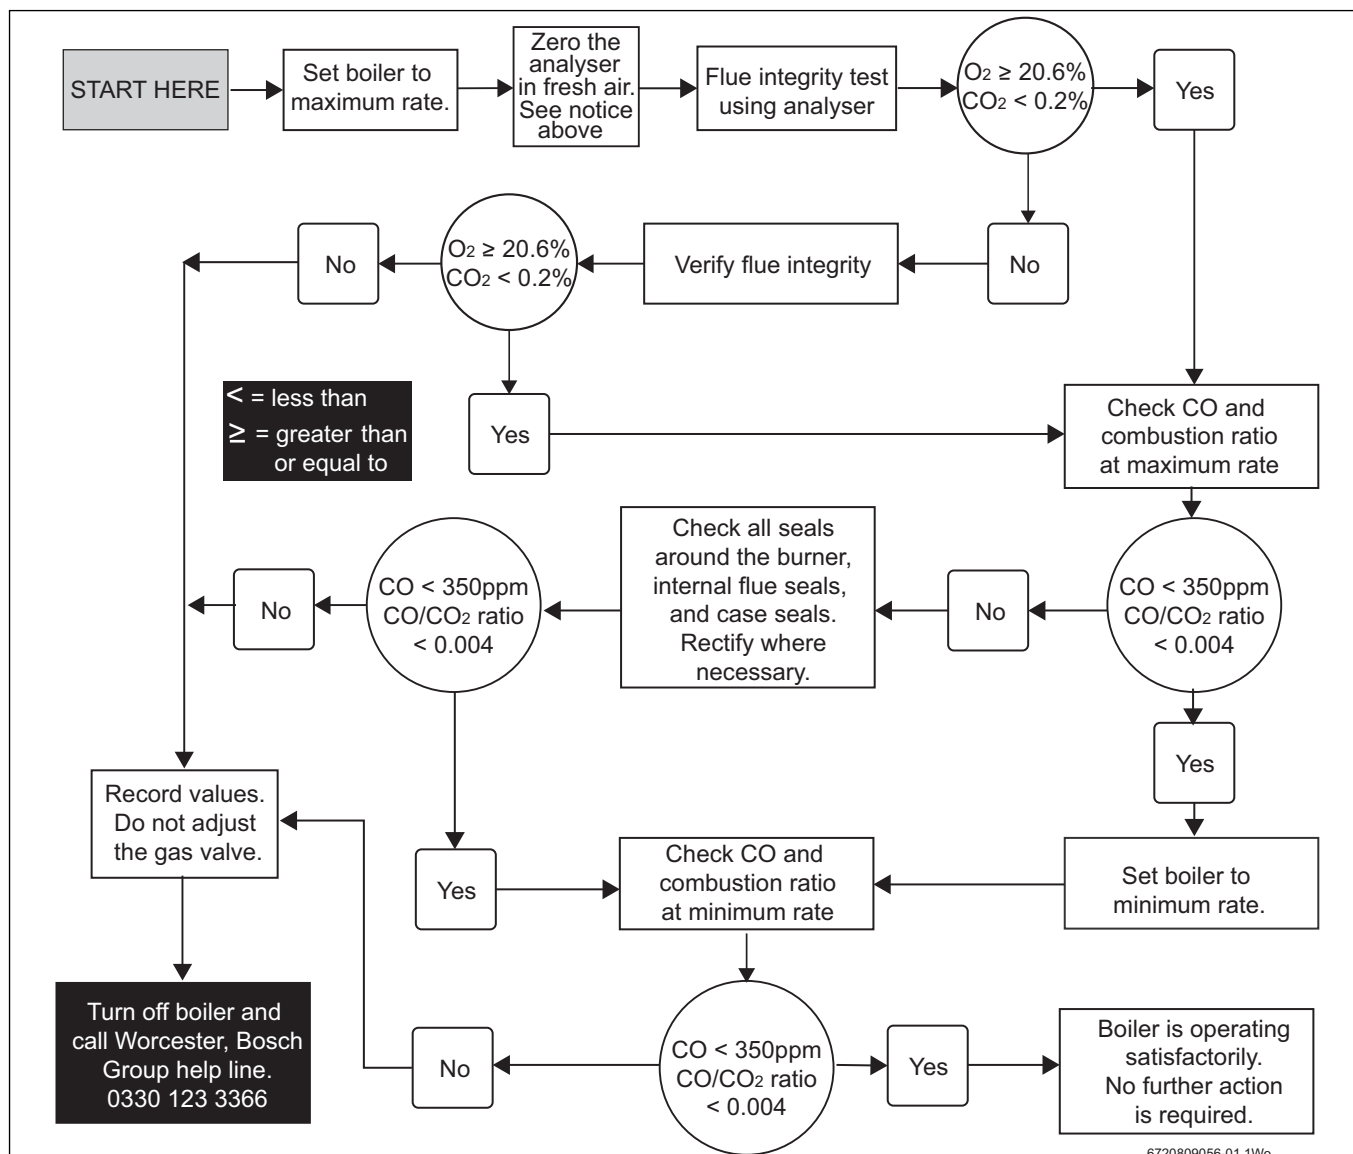 START HERE
Set boiler to
maximum rate.
Zero the
analyser
in fresh air.
See notice
above
Flue integrity test
using analyser
O2 ≥ 20.6%
CO2 < 0.2%
Yes
No
Verify flue integrity
O2 ≥ 20.6%
CO2 < 0.2%
No
Yes
< = less than
≥ = greater than
or equal to
Check CO and
combustion ratio
at maximum rate
CO < 350ppm
CO/CO2 ratio
< 0.004
No
Check all seals
around the burner,
internal flue seals,
and case seals.
Rectify where
necessary.
CO < 350ppm
CO/CO2 ratio
< 0.004
No
Yes
Yes
Set boiler to
minimum rate.
Check CO and
combustion ratio
at minimum rate
Record values.
Do not adjust
the gas valve.
CO < 350ppm
CO/CO2 ratio
< 0.004
No
Yes
Turn off boiler and
call Worcester, Bosch
Group help line.
0330 123 3366
Boiler is operating
satisfactorily.
No further action
is required.
6720809056-01.1Wo